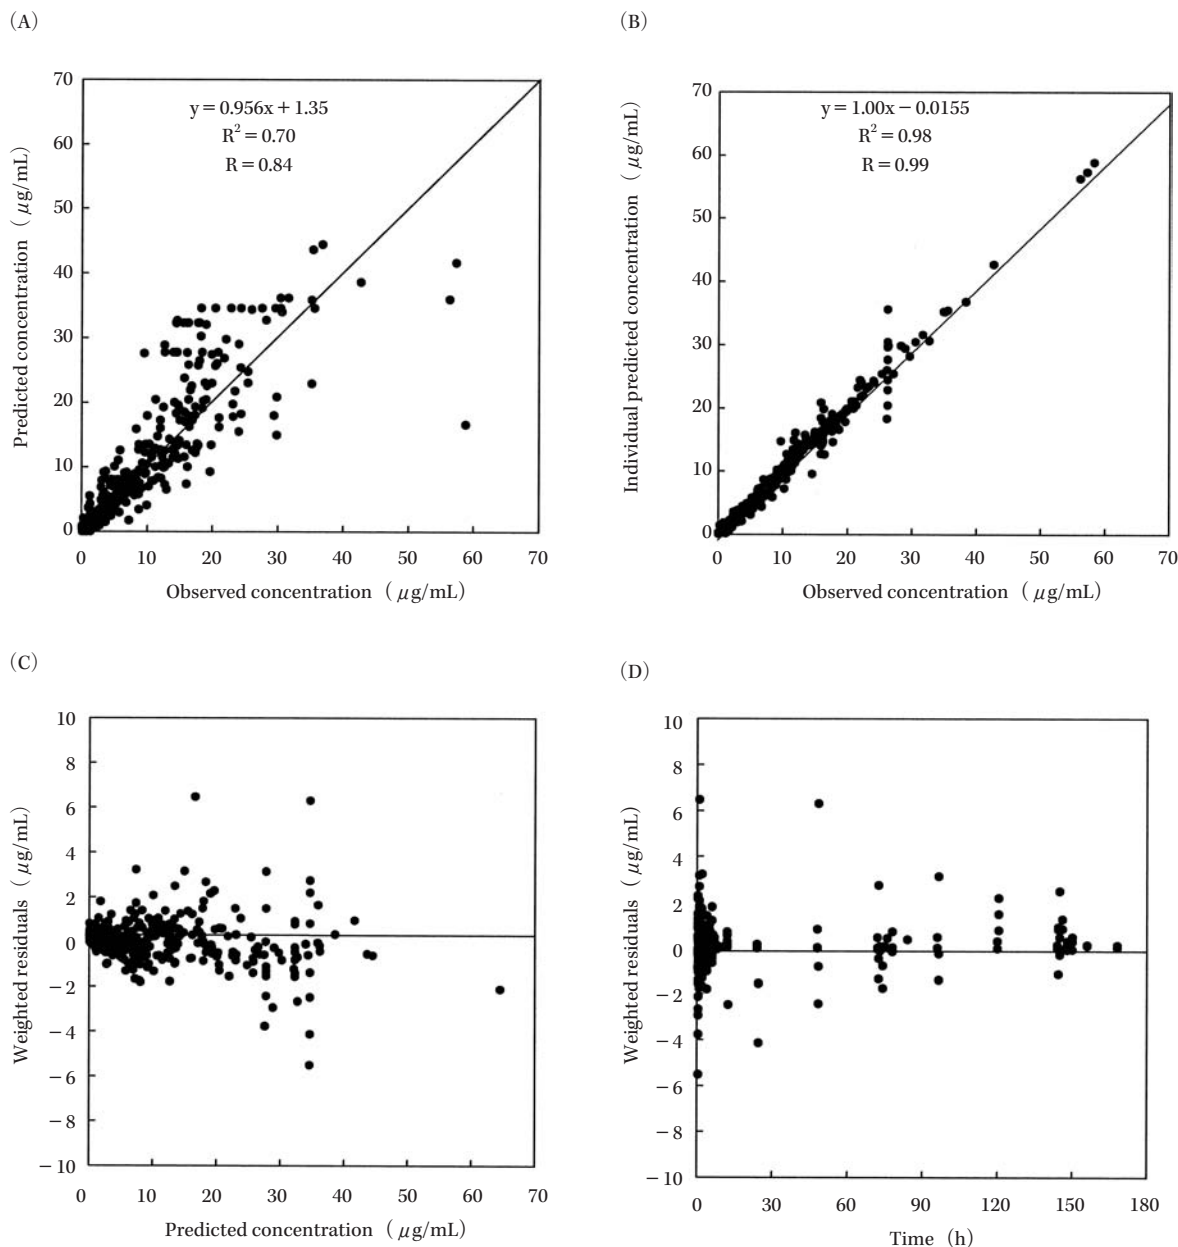 (A)
Predicted concentration ( μg/mL)
70
60
50
40
30
20
10
0
y = 0.956x + 1.35
R² = 0.70
R = 0.84
0 10 20 30 40 50 60 70
Observed concentration ( μg/mL)
(B)
Individual predicted concentration ( μg/mL)
70
60
50
40
30
20
10
0
y = 1.00x − 0.0155
R² = 0.98
R = 0.99
0 10 20 30 40 50 60 70
Observed concentration ( μg/mL)
(C)
Weighted residuals ( μg/mL)
10
8
6
4
2
0
−2
−4
−6
−8
−10
0 10 20 30 40 50 60 70
Predicted concentration ( μg/mL)
(D)
Weighted residuals ( μg/mL)
10
8
6
4
2
0
−2
−4
−6
−8
−10
0 30 60 90 120 150 180
Time (h)